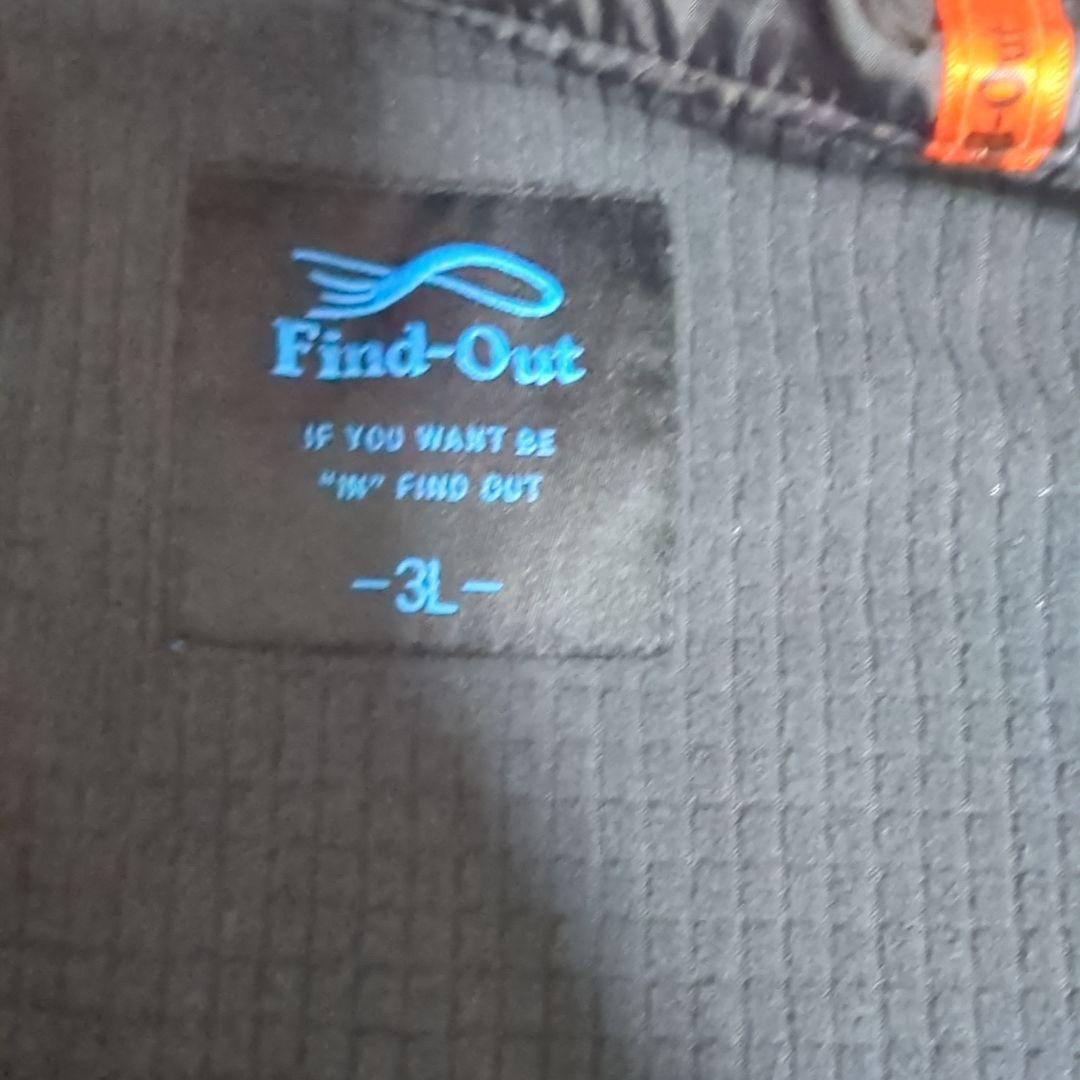 Find-Out
IF YOU WANT BE
"IN" FIND OUT
-3L-